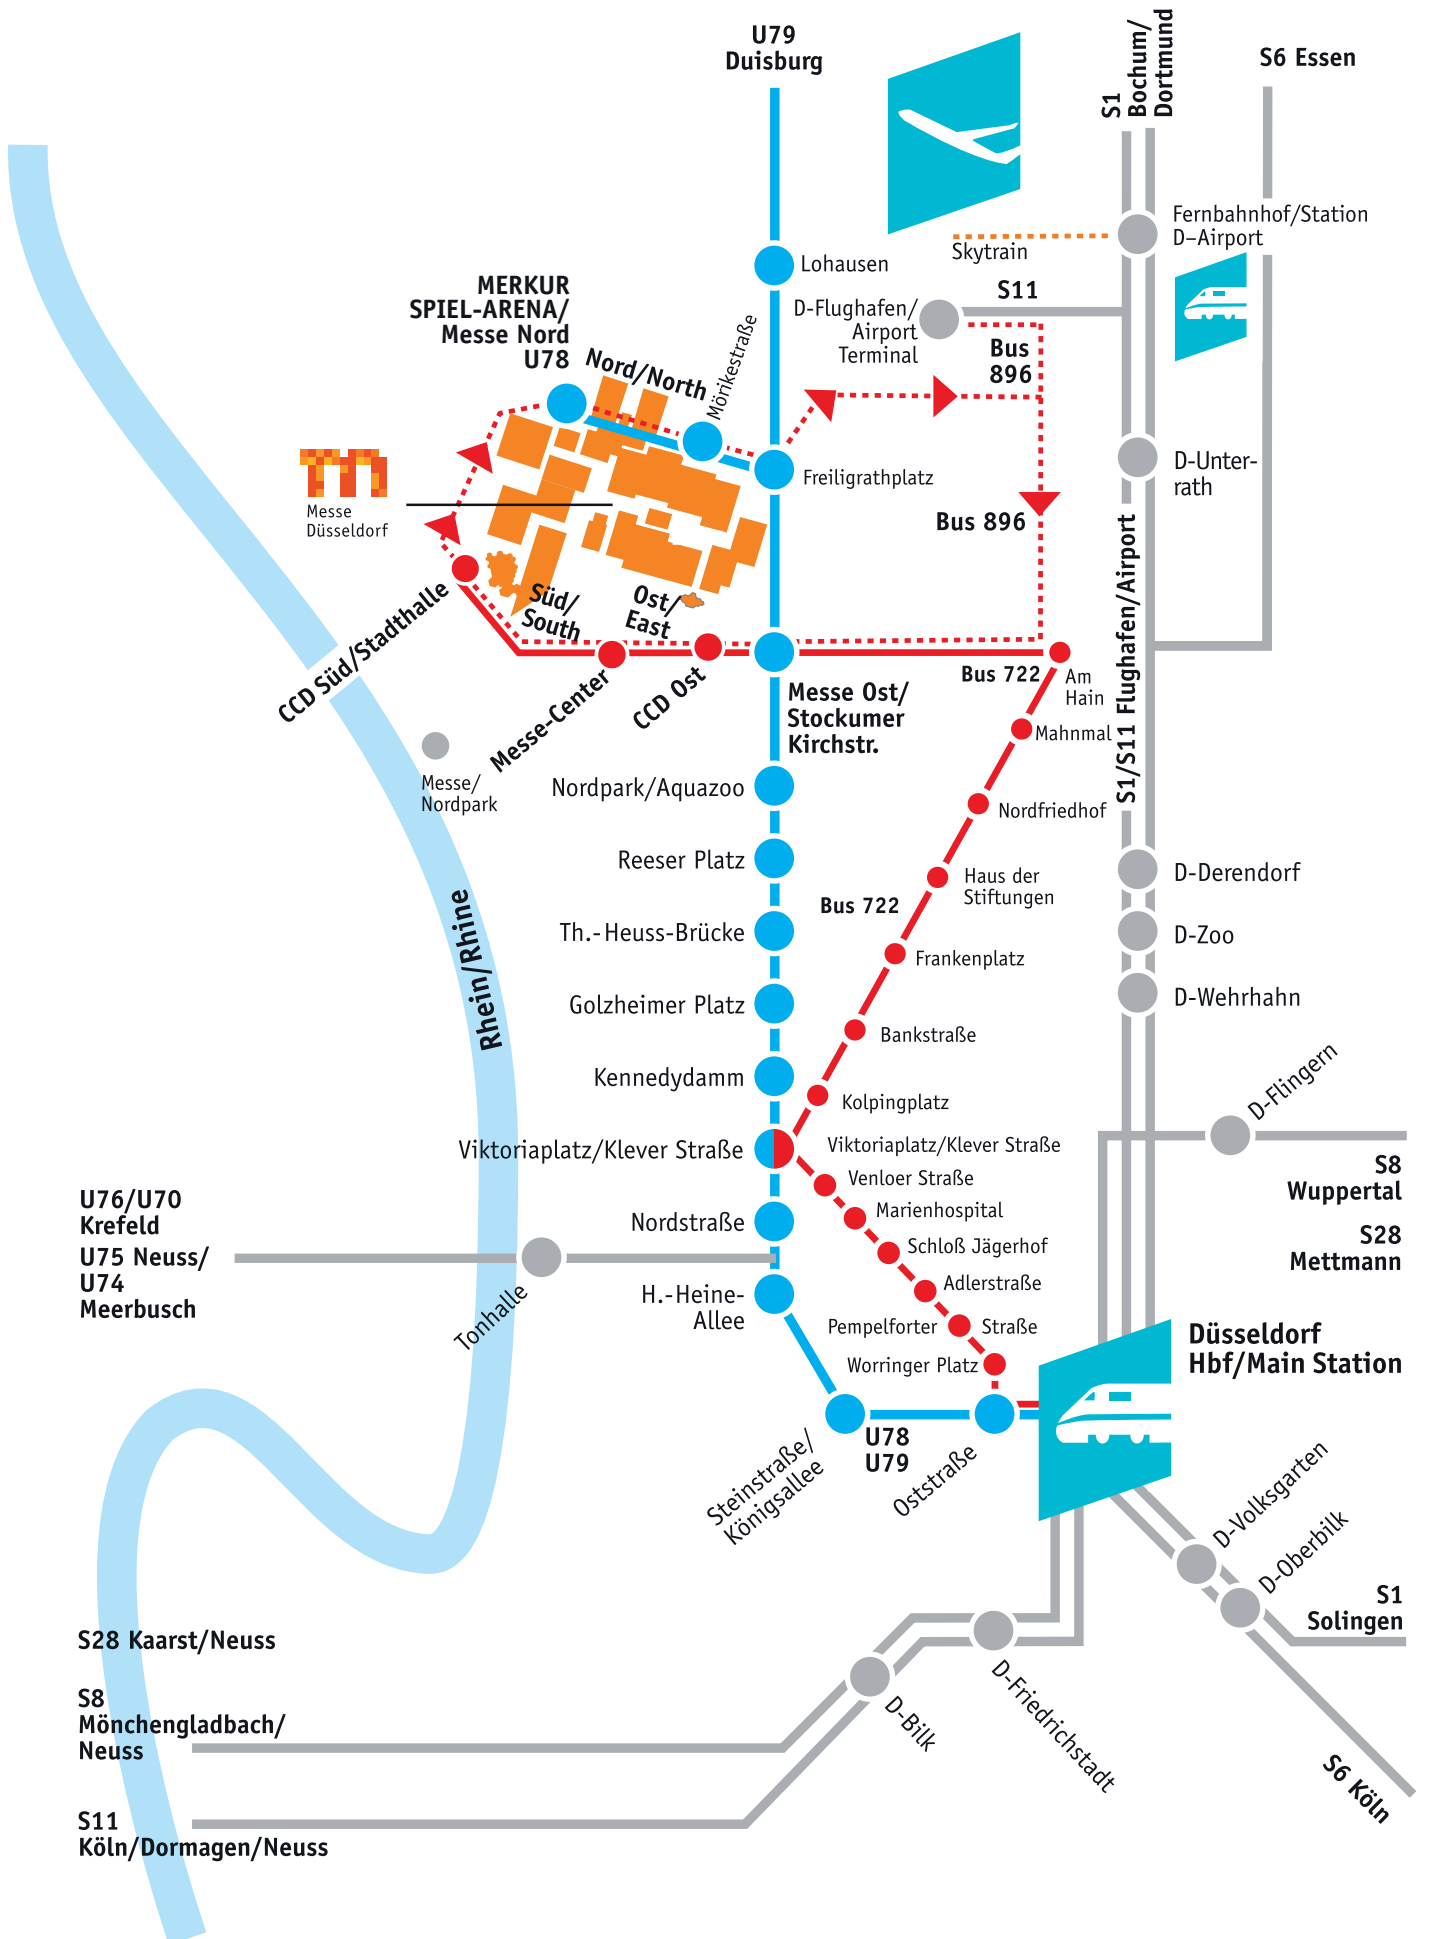 U79
Duisburg
S1
Bochum/
Dortmund
S6 Essen
Fernbahnhof/Station
D–Airport
Skytrain
Lohausen
S11
D-Flughafen/
Airport
Terminal
Bus
896
MERKUR
SPIEL-ARENA/
Messe Nord
U78
Nord/North
Mörikestraße
Freiligrathplatz
D-Unter-
rath
Messe
Düsseldorf
Bus 896
S1/S11 Flughafen/Airport
Süd/
South
Ost/
East
CCD Süd/Stadthalle
Messe-Center
CCD Ost
Messe Ost/
Stockumer
Kirchstr.
Bus 722
Am
Hain
Mahnmal
Messe/
Nordpark
Nordpark/Aquazoo
Nordfriedhof
Reeser Platz
Haus der
Stiftungen
D-Derendorf
Bus 722
Th.-Heuss-Brücke
D-Zoo
Frankenplatz
Rhein/Rhine
Golzheimer Platz
D-Wehrhahn
Bankstraße
Kennedydamm
Kolpingplatz
D-Flingern
Viktoriaplatz/Klever Straße
Viktoriaplatz/Klever Straße
S8
Wuppertal
Venloer Straße
U76/U70
Krefeld
Marienhospital
Nordstraße
S28
Mettmann
Schloß Jägerhof
U75 Neuss/
U74
Meerbusch
Tonhalle
Adlerstraße
H.-Heine-
Allee
Pempelforter Straße
Worringer Platz
Düsseldorf
Hbf/Main Station
U78
U79
Steinstraße/
Königsallee
Oststraße
D-Volksgarten
D-Oberbilk
S1
Solingen
S28 Kaarst/Neuss
S8
Mönchengladbach/
Neuss
D-Friedrichstadt
D-Bilk
S6 Köln
S11
Köln/Dormagen/Neuss